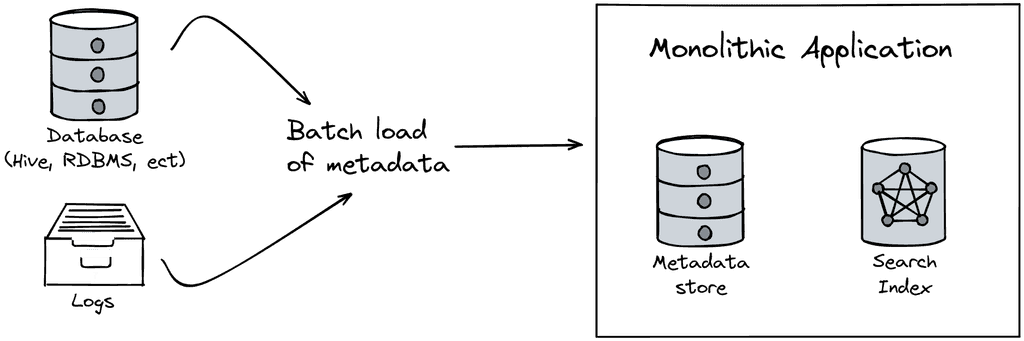 Monolithic Application
Database
(Hive, RDBMS, ect)
Batch load
of metadata
Logs
Metadata
store
Search
Index